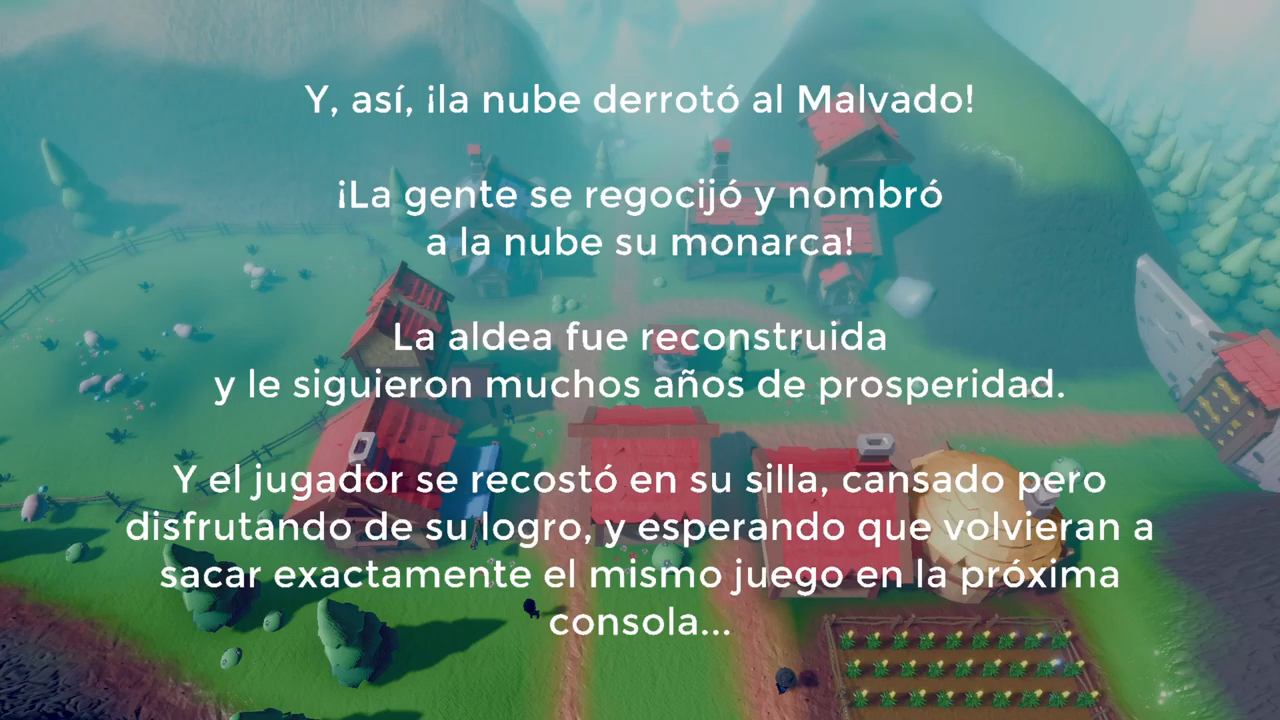 Y, así, ¡la nube derrotó al Malvado!
¡La gente se regocijó y nombró
a la nube su monarca!
La aldea fue reconstruida
y le siguieron muchos años de prosperidad.
Y el jugador se recostó en su silla, cansado pero
disfrutando de su logro, y esperando que volvieran a
sacar exactamente el mismo juego en la próxima
consola...